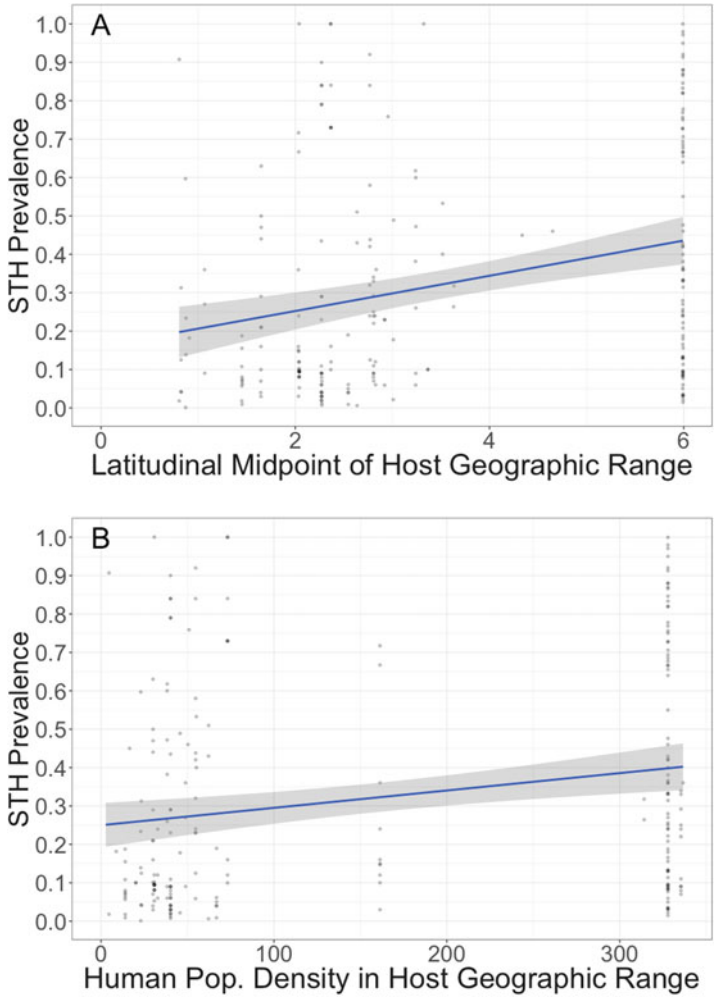 A
1.0
0.9
0.8
0.7
0.6
0.5
0.4
0.3
0.2
0.1
0.0
STH Prevalence
0 2 4 6
Latitudinal Midpoint of Host Geographic Range
B
1.0
0.9
0.8
0.7
0.6
0.5
0.4
0.3
0.2
0.1
0.0
STH Prevalence
0 100 200 300
Human Pop. Density in Host Geographic Range